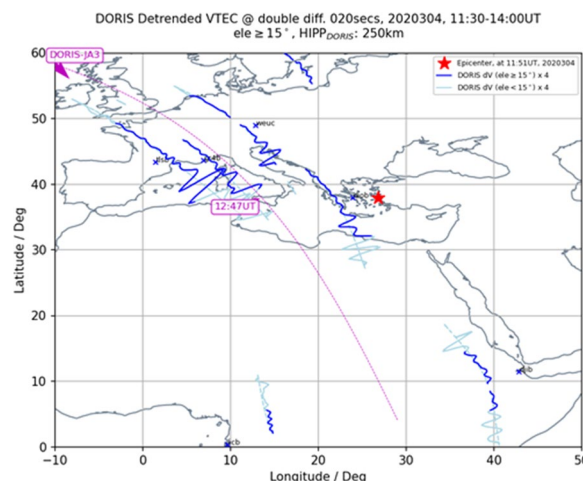 DORIS Detrended VTEC @ double diff. 020secs, 2020304, 11:30-14:00UT
ele ≥ 15°, HIPP_DORIS: 250km
DORIS-JA3
Epicenter, at 11:51UT, 2020304
DORIS dV (ele≥15°) x 4
DORIS dV (ele<15°) x 4
12:47UT
60
50
40
30
20
10
0
Latitude / Deg
-10
0
10
20
30
40
50
Longitude / Deg